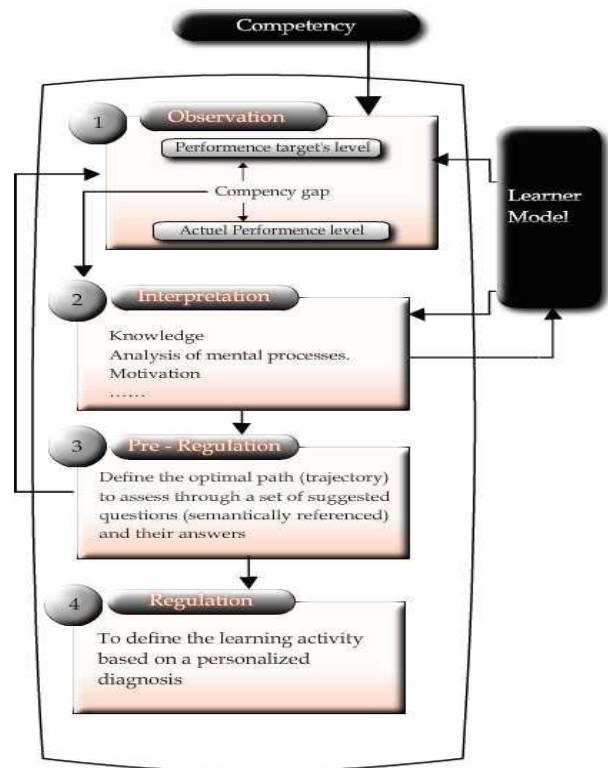 Competency
1
Observation
Performence target's level
Compency gap
Actuel Performence level
Learner
Model
2
Interpretation
Knowledge
Analysis of mental processes.
Motivation
......
3
Pre - Regulation
Define the optimal path (trajectory)
to assess through a set of suggested
questions (semantically referenced)
and their answers
4
Regulation
To define the learning activity
based on a personalized
diagnosis